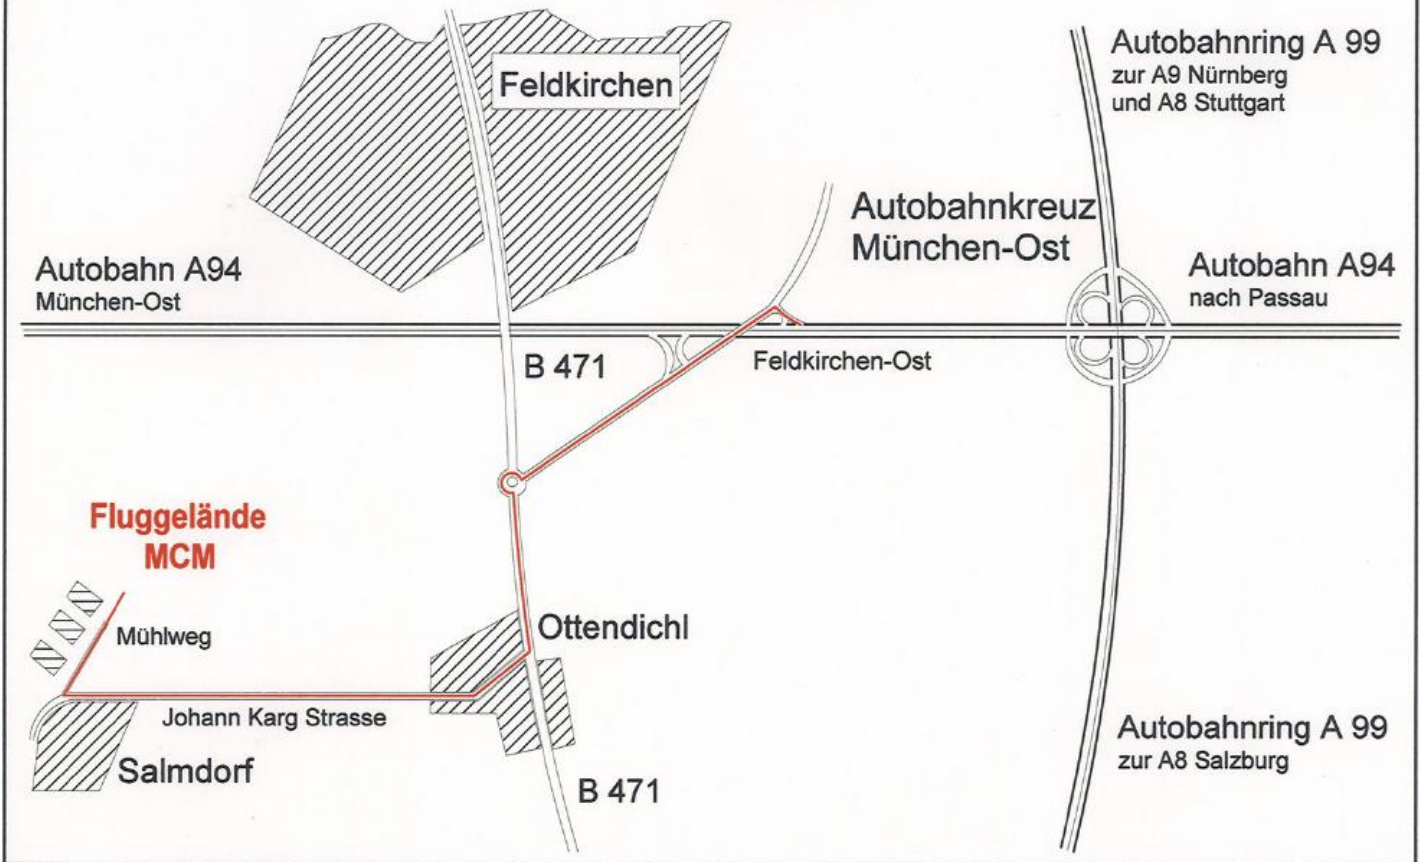 Feldkirchen
Autobahnring A 99
zur A9 Nürnberg
und A8 Stuttgart
Autobahnkreuz
München-Ost
Autobahn A94
München-Ost
Autobahn A94
nach Passau
B 471
Feldkirchen-Ost
Fluggelände
MCM
Mühlweg
Ottendichl
Johann Karg Strasse
Salmdorf
B 471
Autobahnring A 99
zur A8 Salzburg